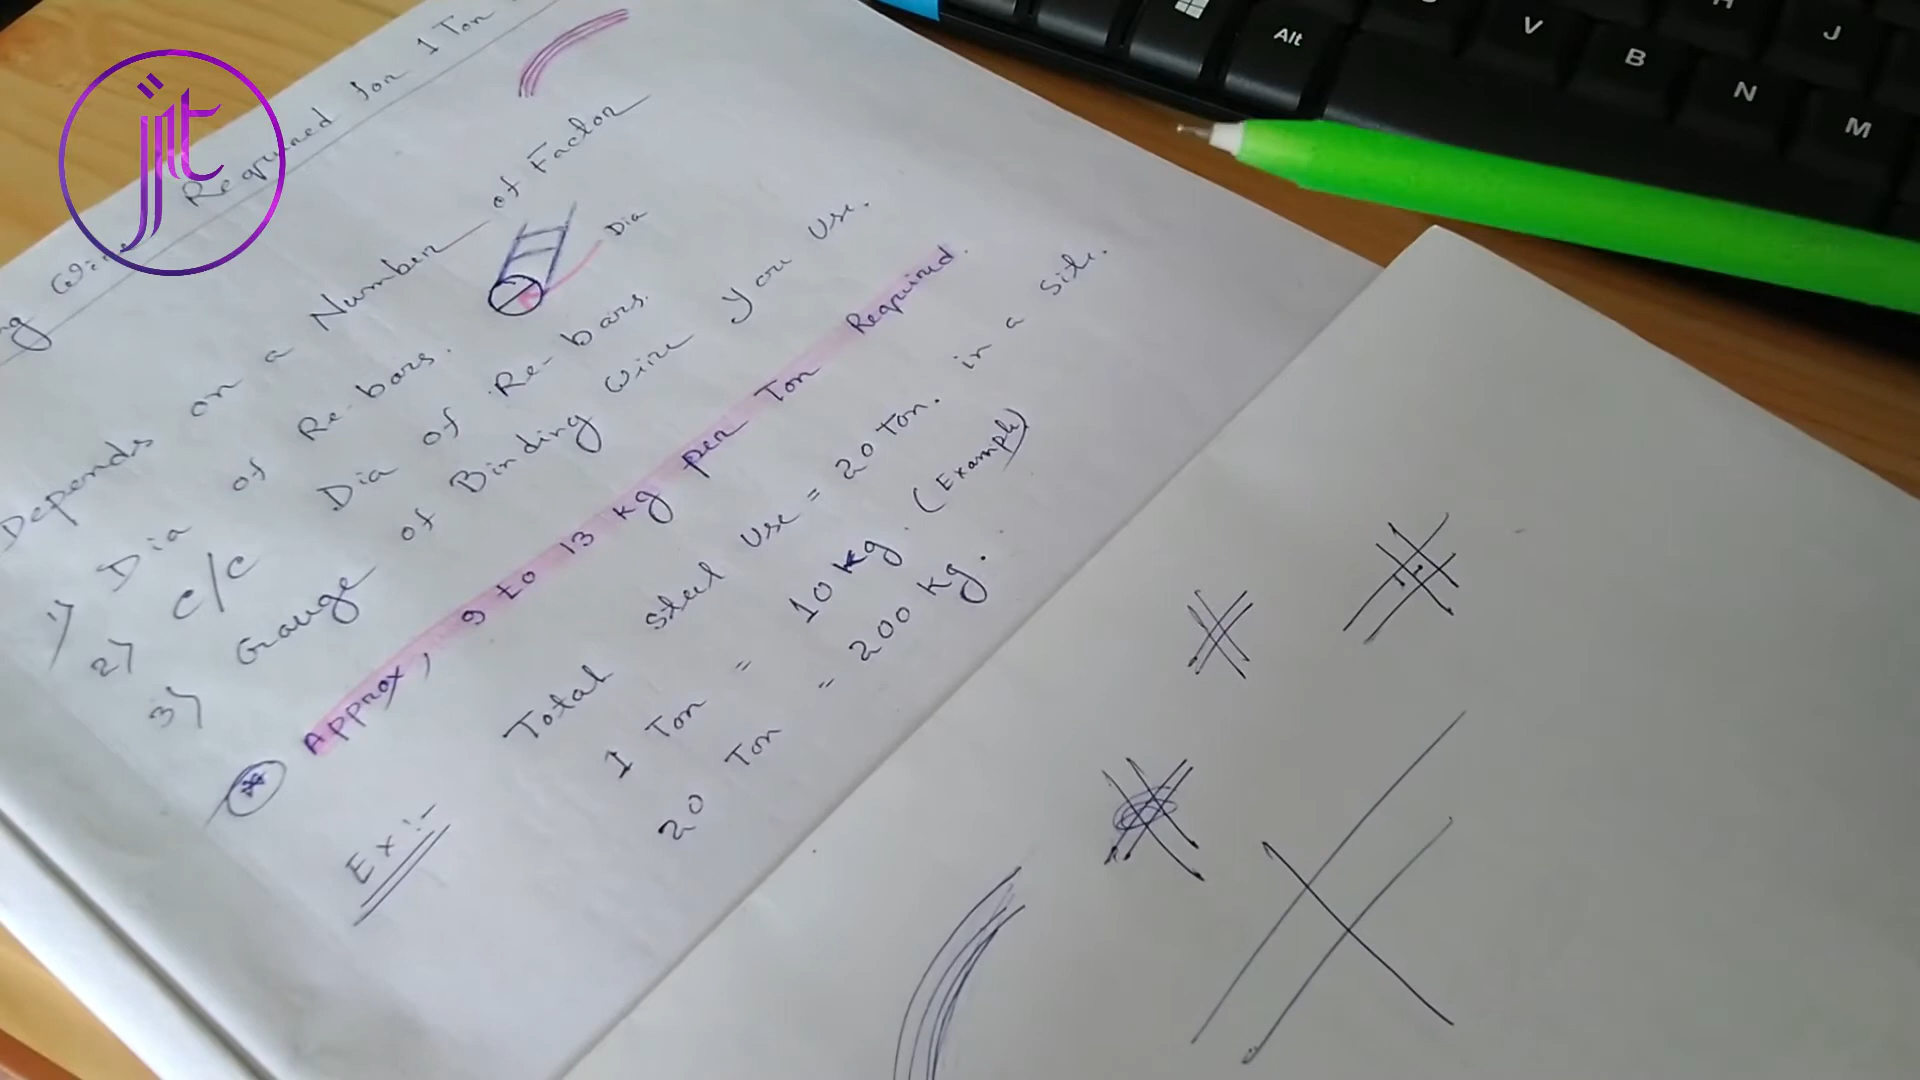 Required for 1 Ton
Depends on a Number of Factor
Dia
1) Dia of Re-bars.
2) c/c Dia of Re-bars.
3) Gauge of Binding Wire you use.
* Approx, 9 to 13 kg per Ton Required.
Ex:- Total Steel Use = 20 Ton. in a site.
1 Ton = 10 kg. (Example)
20 Ton = 200 kg.
jit
Alt
V
B
N
M
H
J